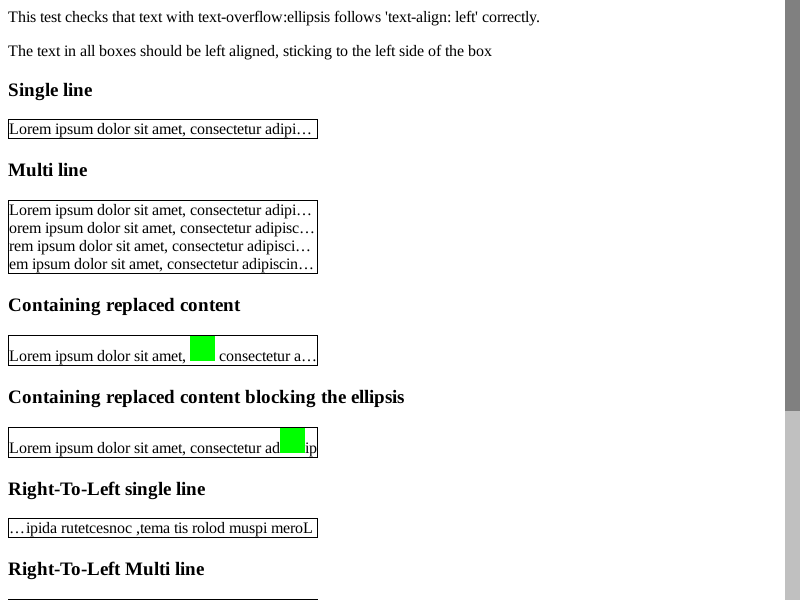 This test checks that text with text-overflow:ellipsis follows 'text-align: left' correctly.
The text in all boxes should be left aligned, sticking to the left side of the box
Single line
Lorem ipsum dolor sit amet, consectetur adipi…
Multi line
Lorem ipsum dolor sit amet, consectetur adipi…
orem ipsum dolor sit amet, consectetur adipisc…
rem ipsum dolor sit amet, consectetur adipisci…
em ipsum dolor sit amet, consectetur adipiscin…
Containing replaced content
Lorem ipsum dolor sit amet, consectetur a…
Containing replaced content blocking the ellipsis
Lorem ipsum dolor sit amet, consectetur ad ip
Right-To-Left single line
…ipida rutetcesnoc ,tema tis rolod muspi meroL
Right-To-Left Multi line